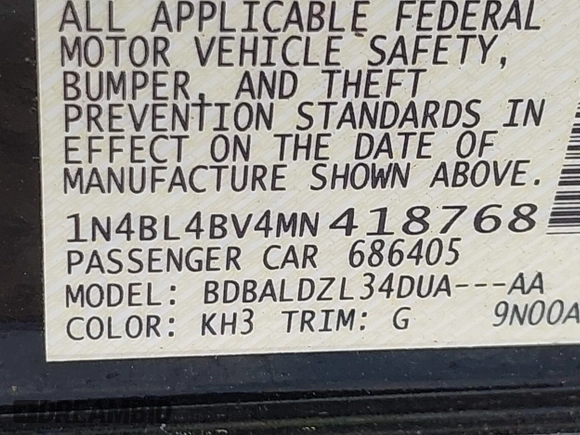 ALL APPLICABLE FEDERAL
MOTOR VEHICLE SAFETY,
BUMPER, AND THEFT
PREVENTION STANDARDS IN
EFFECT ON THE DATE OF
MANUFACTURE SHOWN ABOVE.
1N4BL4BV4MN418768
PASSENGER CAR 686405
MODEL: BDBALDZL34DUA---AA
COLOR: KH3 TRIM: G 9N00A